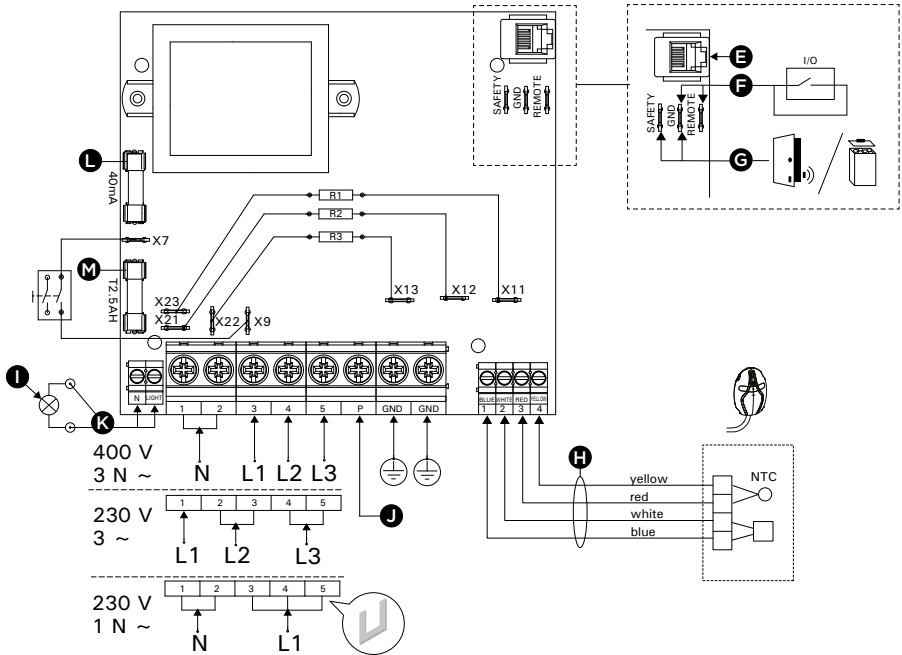 SAFETY
GND
REMOTE
E
F
I/O
SAFETY
GND
REMOTE
G
L
40mA
R1
R2
R3
X7
M
T2.5AH
X23
X21
X22
X9
X13
X12
X11
I
N LIGHT
K
1 2 3 4 5 P GND GND
BLUE WHITE RED YELLOW
1 2 3 4
400 V
3 N ~
N L1 L2 L3
J
H
yellow
red
white
blue
NTC
230 V
3 ~
1 2 3 4 5
L1 L2 L3
230 V
1 N ~
1 2 3 4 5
N L1